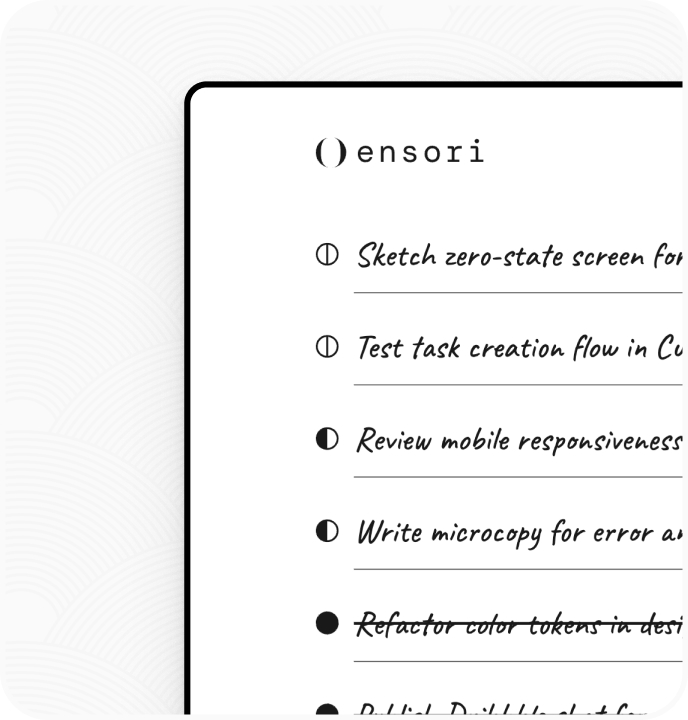 ensori
Sketch zero-state screen for
Test task creation flow in Cu
Review mobile responsiveness
Write microcopy for error an
Refactor color tokens in desi